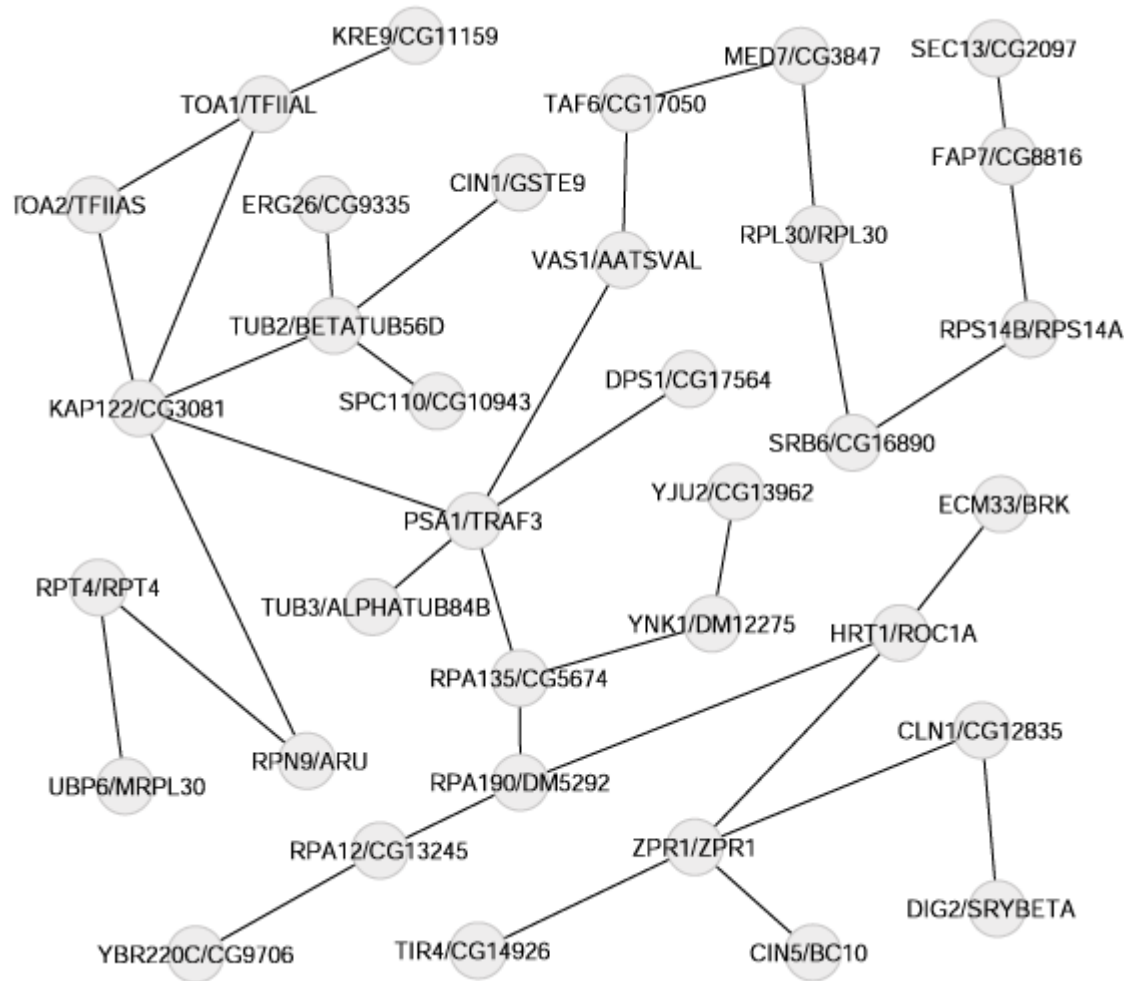 KRE9/CG11159
MED7/CG3847
SEC13/CG2097
TOA1/TFIIAL
TAF6/CG17050
FAP7/CG8816
CIN1/GSTE9
TOA2/TFIIAS
ERG26/CG9335
RPL30/RPL30
VAS1/AATSVAL
TUB2/BETATUB56D
RPS14B/RPS14A
DPS1/CG17564
KAP122/CG3081
SPC110/CG10943
SRB6/CG16890
YJU2/CG13962
ECM33/BRK
PSA1/TRAF3
RPT4/RPT4
TUB3/ALPHATUB84B
YNK1/DM12275
HRT1/ROC1A
RPA135/CG5674
CLN1/CG12835
RPN9/ARU
UBP6/MRPL30
RPA190/DM5292
RPA12/CG13245
ZPR1/ZPR1
DIG2/SRYBETA
YBR220C/CG9706
TIR4/CG14926
CIN5/BC10